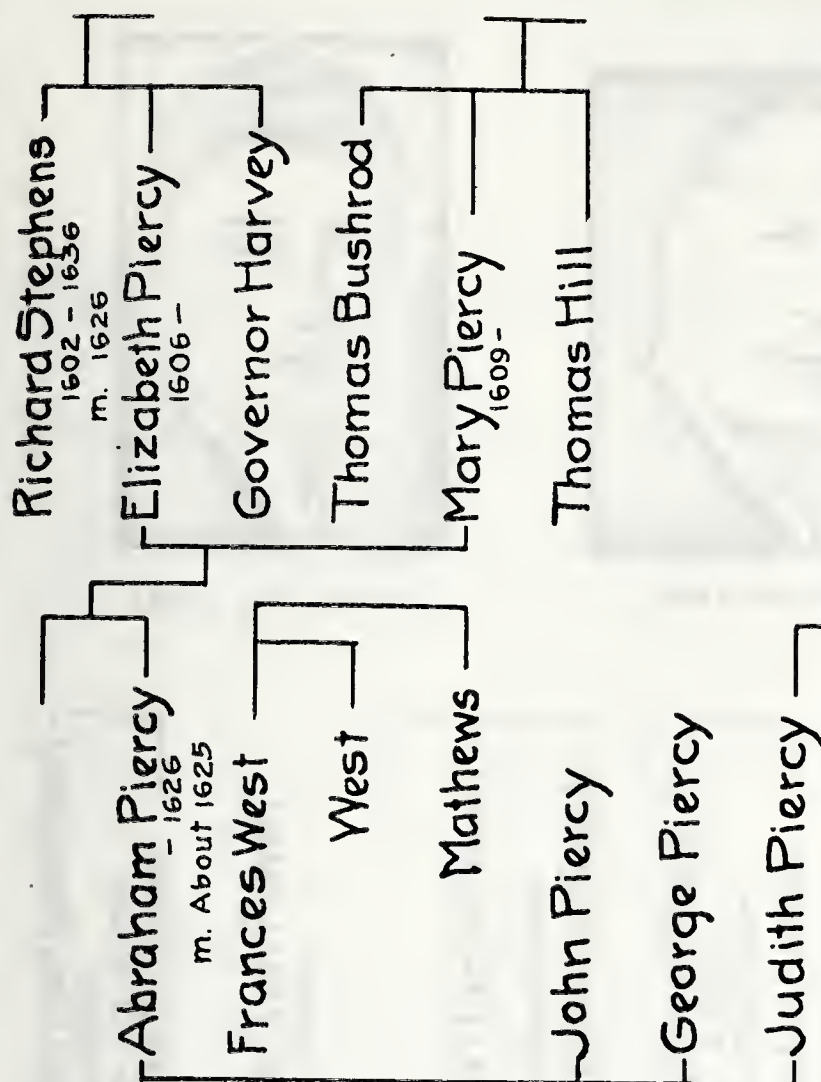 Abraham Piercy
- 1626
m. About 1625
Frances West
West
Mathews
John Piercy
George Piercy
Judith Piercy
Richard Stephens
1602 - 1636
m. 1626
Elizabeth Piercy
1606-
Governor Harvey
Thomas Bushrod
Mary Piercy
1609-
Thomas Hill